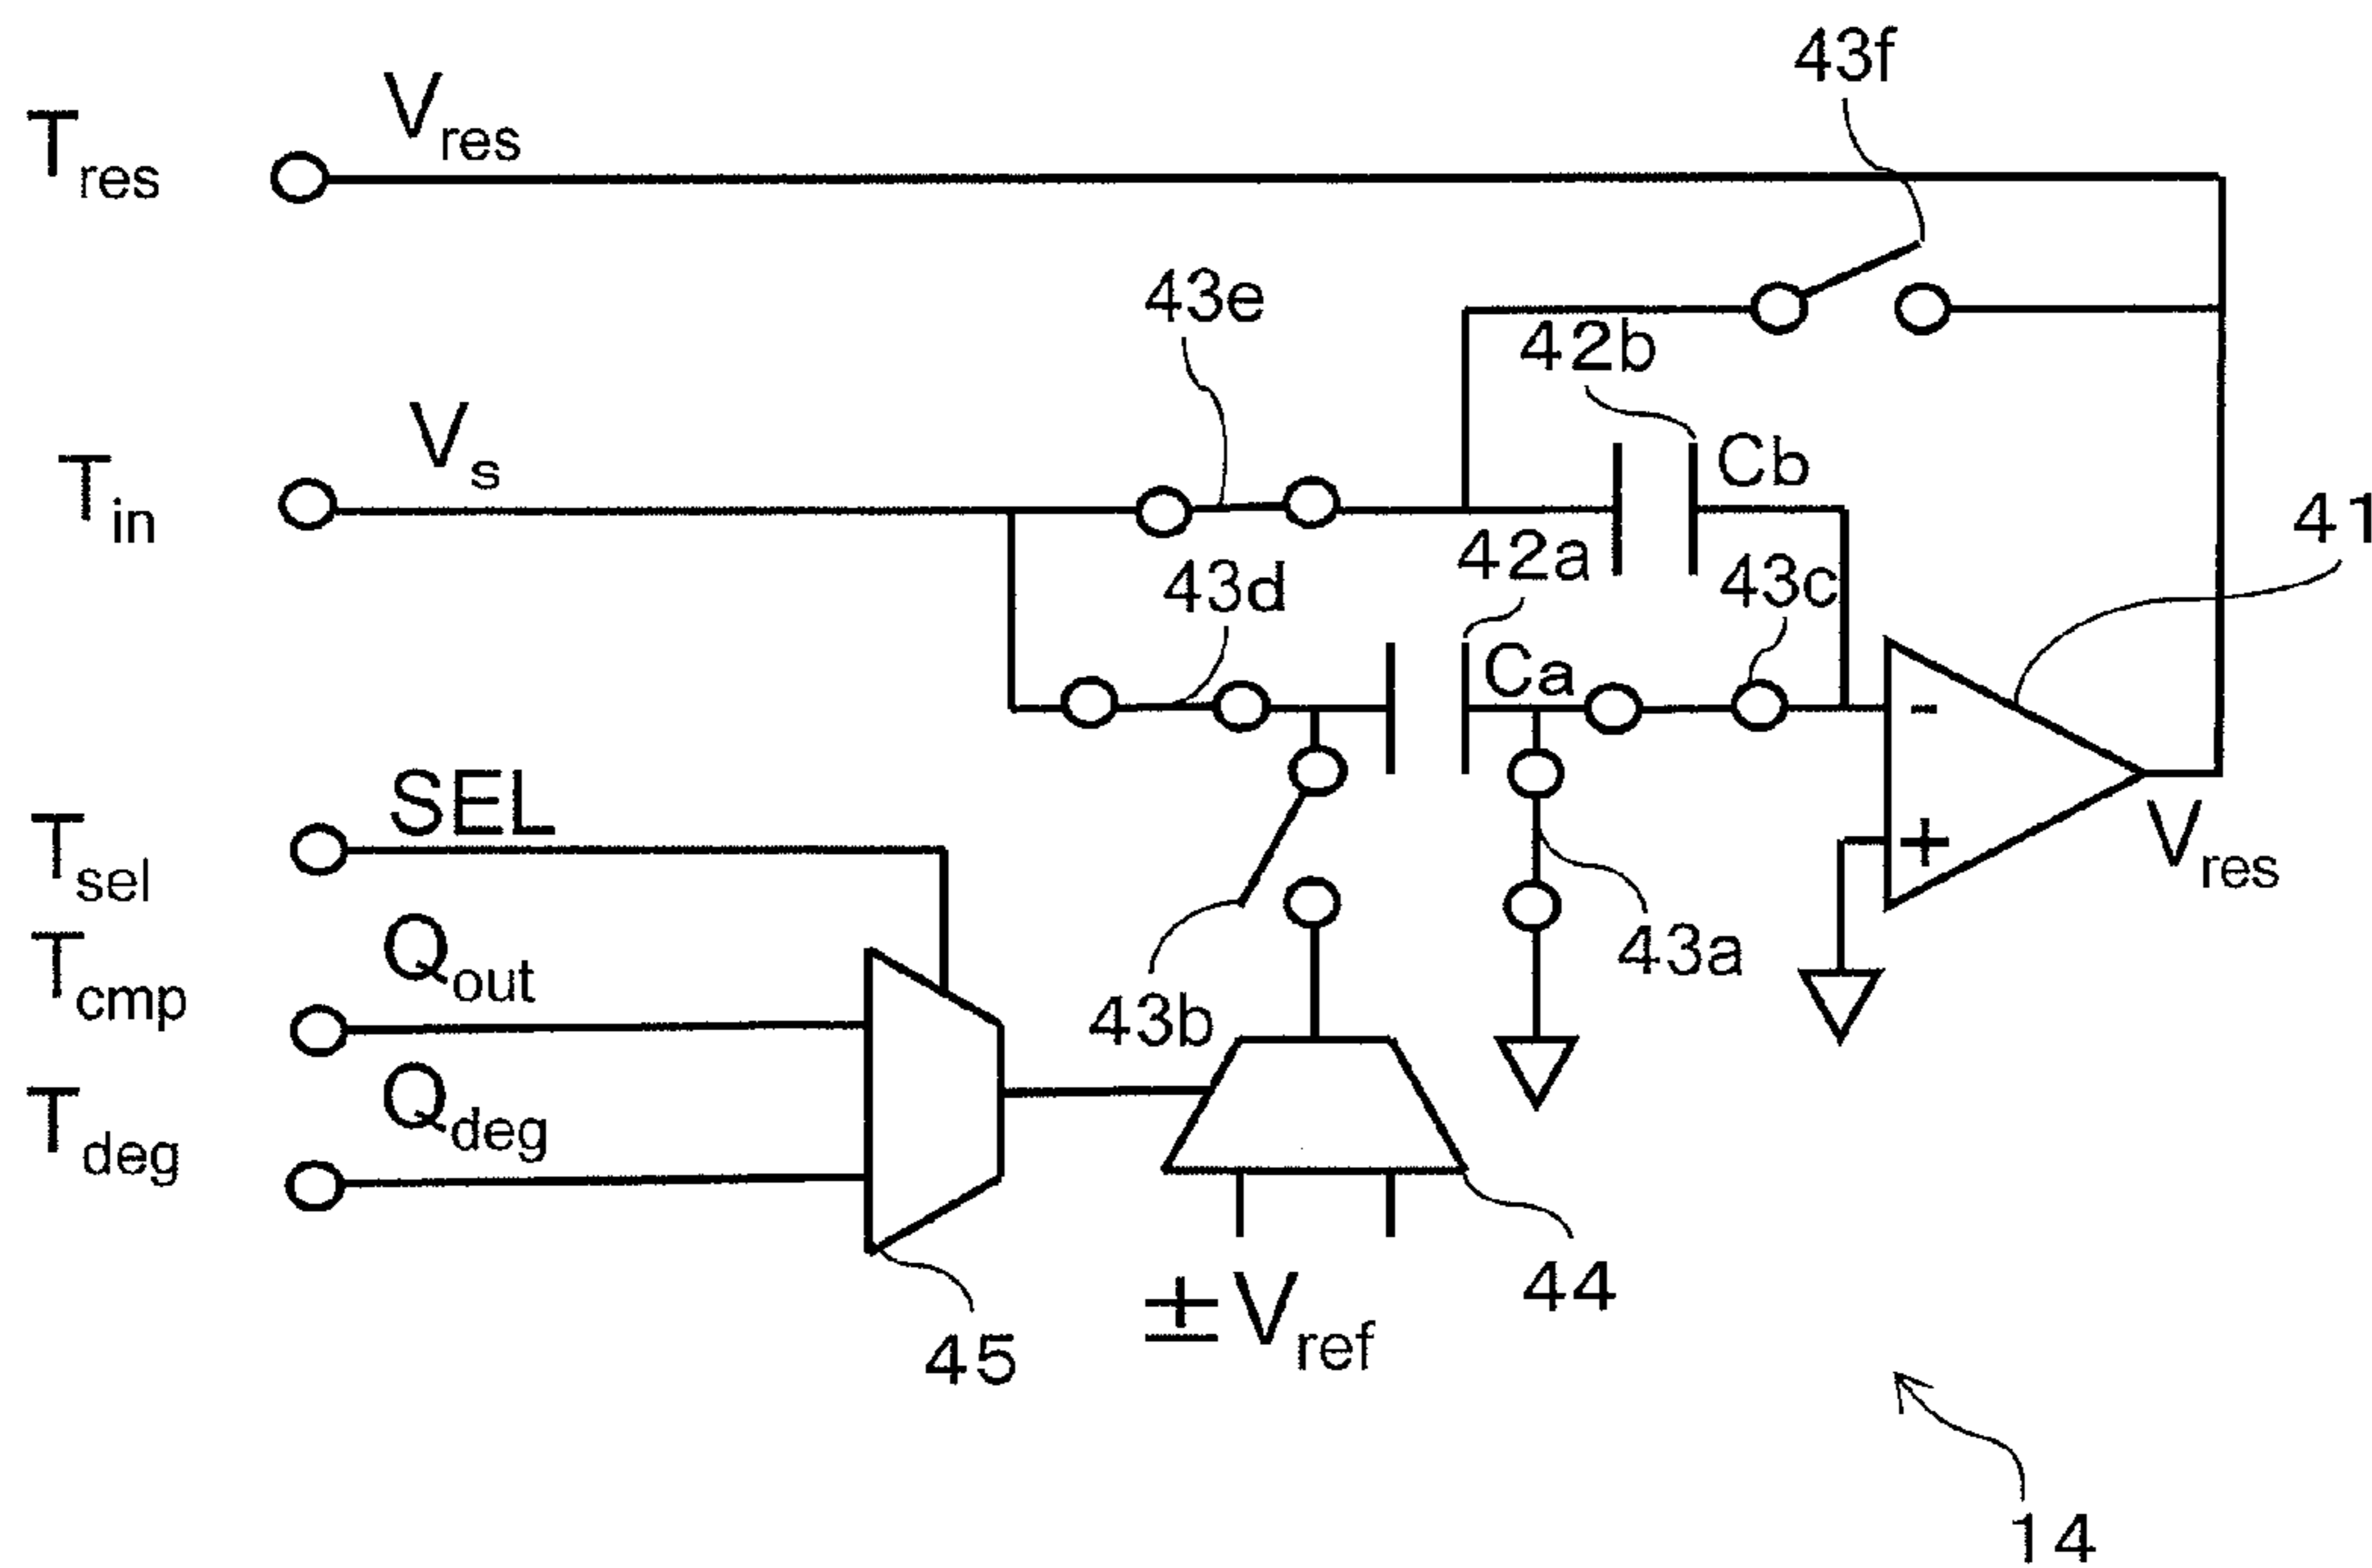 43f
V_res
T_res
43e
42b
V_s
Cb
T_in
41
42a
43d
43c
Ca
-
SEL
T_sel
+
V_res
Q_out
T_cmp
43a
43b
Q_deg
T_deg
±V_ref
44
45
14